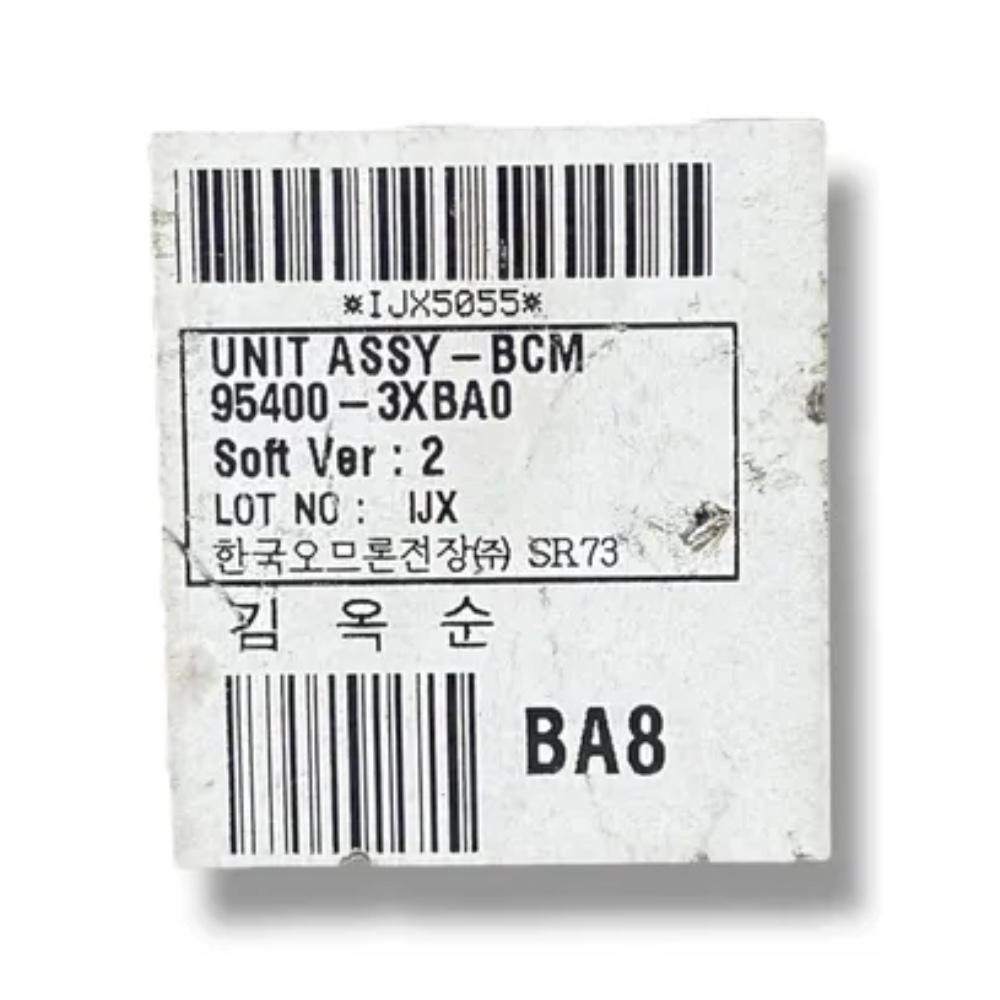 *IJX5055*
UNIT ASSY-BCM
95400-3XBA0
Soft Ver : 2
LOT NO : IJX
한국오므론전장㈜ SR73
김 옥 순
BA8